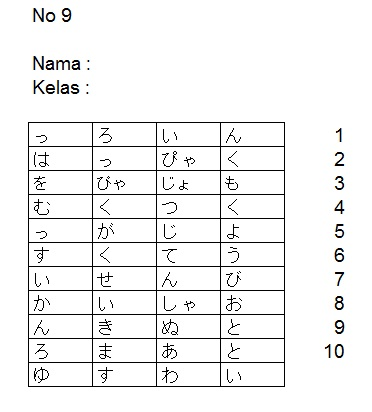 No 9
Nama :
Kelas :
っ ろ い ん 1
は っ ぴゃ く 2
を びゃ じょ も 3
む く つ く 4
っ が じ よ 5
す く て う 6
い せ ん び 7
か い しゃ お 8
ん き ぬ と 9
ろ ま あ と 10
ゆ す わ い